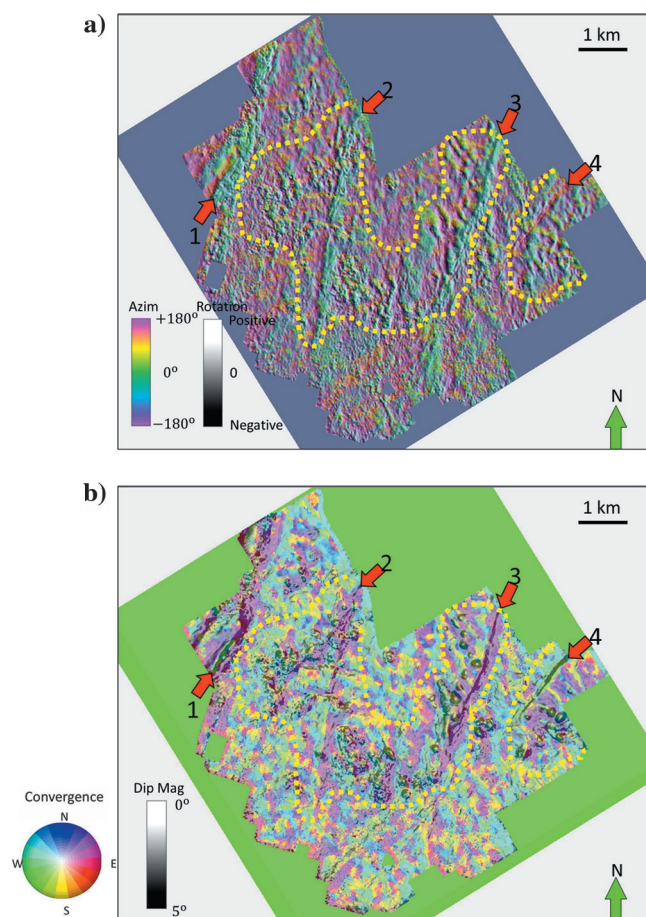 a)
1 km
2
3
4
1
Azim Rotation
+180° Positive
0° 0
−180° Negative
N
b)
1 km
2
3
4
1
Convergence
N
W E
S
Dip Mag
0°
5°
N